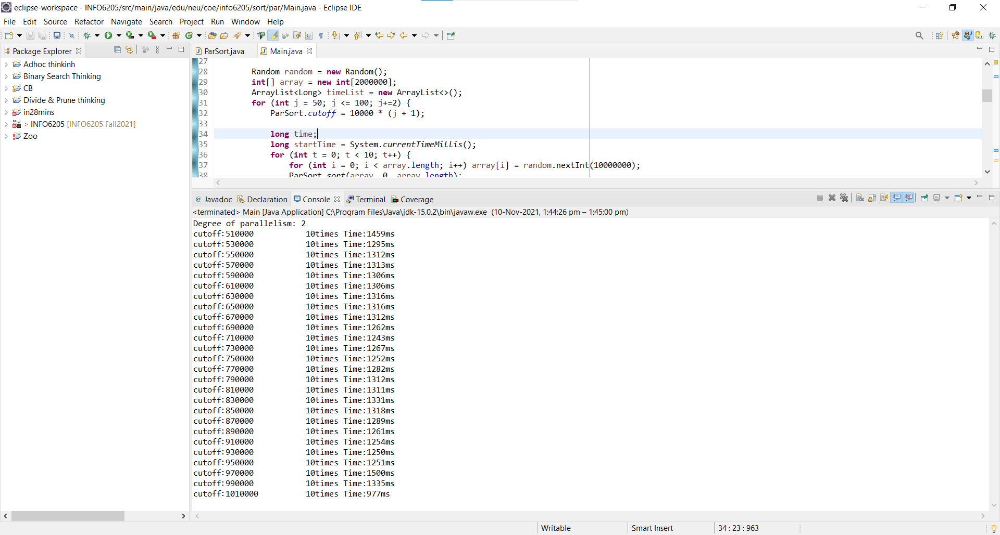 eclipse-workspace - INFO6205/src/main/java/edu/neu/coe/info6205/sort/par/Main.java - Eclipse IDE
File Edit Source Refactor Navigate Search Project Run Window Help
Package Explorer
Adhoc thinkinh
Binary Search Thinking
CB
Divide & Prune thinking
in28mins
> INFO6205 [INFO6205 Fall2021]
Zoo
ParSort.java Main.java
27
28 Random random = new Random();
29 int[] array = new int[2000000];
30 ArrayList<Long> timeList = new ArrayList<>();
31 for (int j = 50; j <= 100; j+=2) {
32 ParSort.cutoff = 10000 * (j + 1);
33
34 long time;
35 long startTime = System.currentTimeMillis();
36 for (int t = 0; t < 10; t++) {
37 for (int i = 0; i < array.length; i++) array[i] = random.nextInt(10000000);
38 ParSort.sort(array, 0, array.length);
@ Javadoc Declaration Console Terminal Coverage
<terminated> Main [Java Application] C:\Program Files\Java\jdk-15.0.2\bin\javaw.exe (10-Nov-2021, 1:44:26 pm – 1:45:00 pm)
Degree of parallelism: 2
cutoff:510000 10times Time:1459ms
cutoff:530000 10times Time:1295ms
cutoff:550000 10times Time:1312ms
cutoff:570000 10times Time:1313ms
cutoff:590000 10times Time:1306ms
cutoff:610000 10times Time:1306ms
cutoff:630000 10times Time:1316ms
cutoff:650000 10times Time:1316ms
cutoff:670000 10times Time:1312ms
cutoff:690000 10times Time:1262ms
cutoff:710000 10times Time:1243ms
cutoff:730000 10times Time:1267ms
cutoff:750000 10times Time:1252ms
cutoff:770000 10times Time:1282ms
cutoff:790000 10times Time:1312ms
cutoff:810000 10times Time:1311ms
cutoff:830000 10times Time:1331ms
cutoff:850000 10times Time:1318ms
cutoff:870000 10times Time:1289ms
cutoff:890000 10times Time:1261ms
cutoff:910000 10times Time:1254ms
cutoff:930000 10times Time:1250ms
cutoff:950000 10times Time:1251ms
cutoff:970000 10times Time:1500ms
cutoff:990000 10times Time:1335ms
cutoff:1010000 10times Time:977ms
Writable Smart Insert 34 : 23 : 963